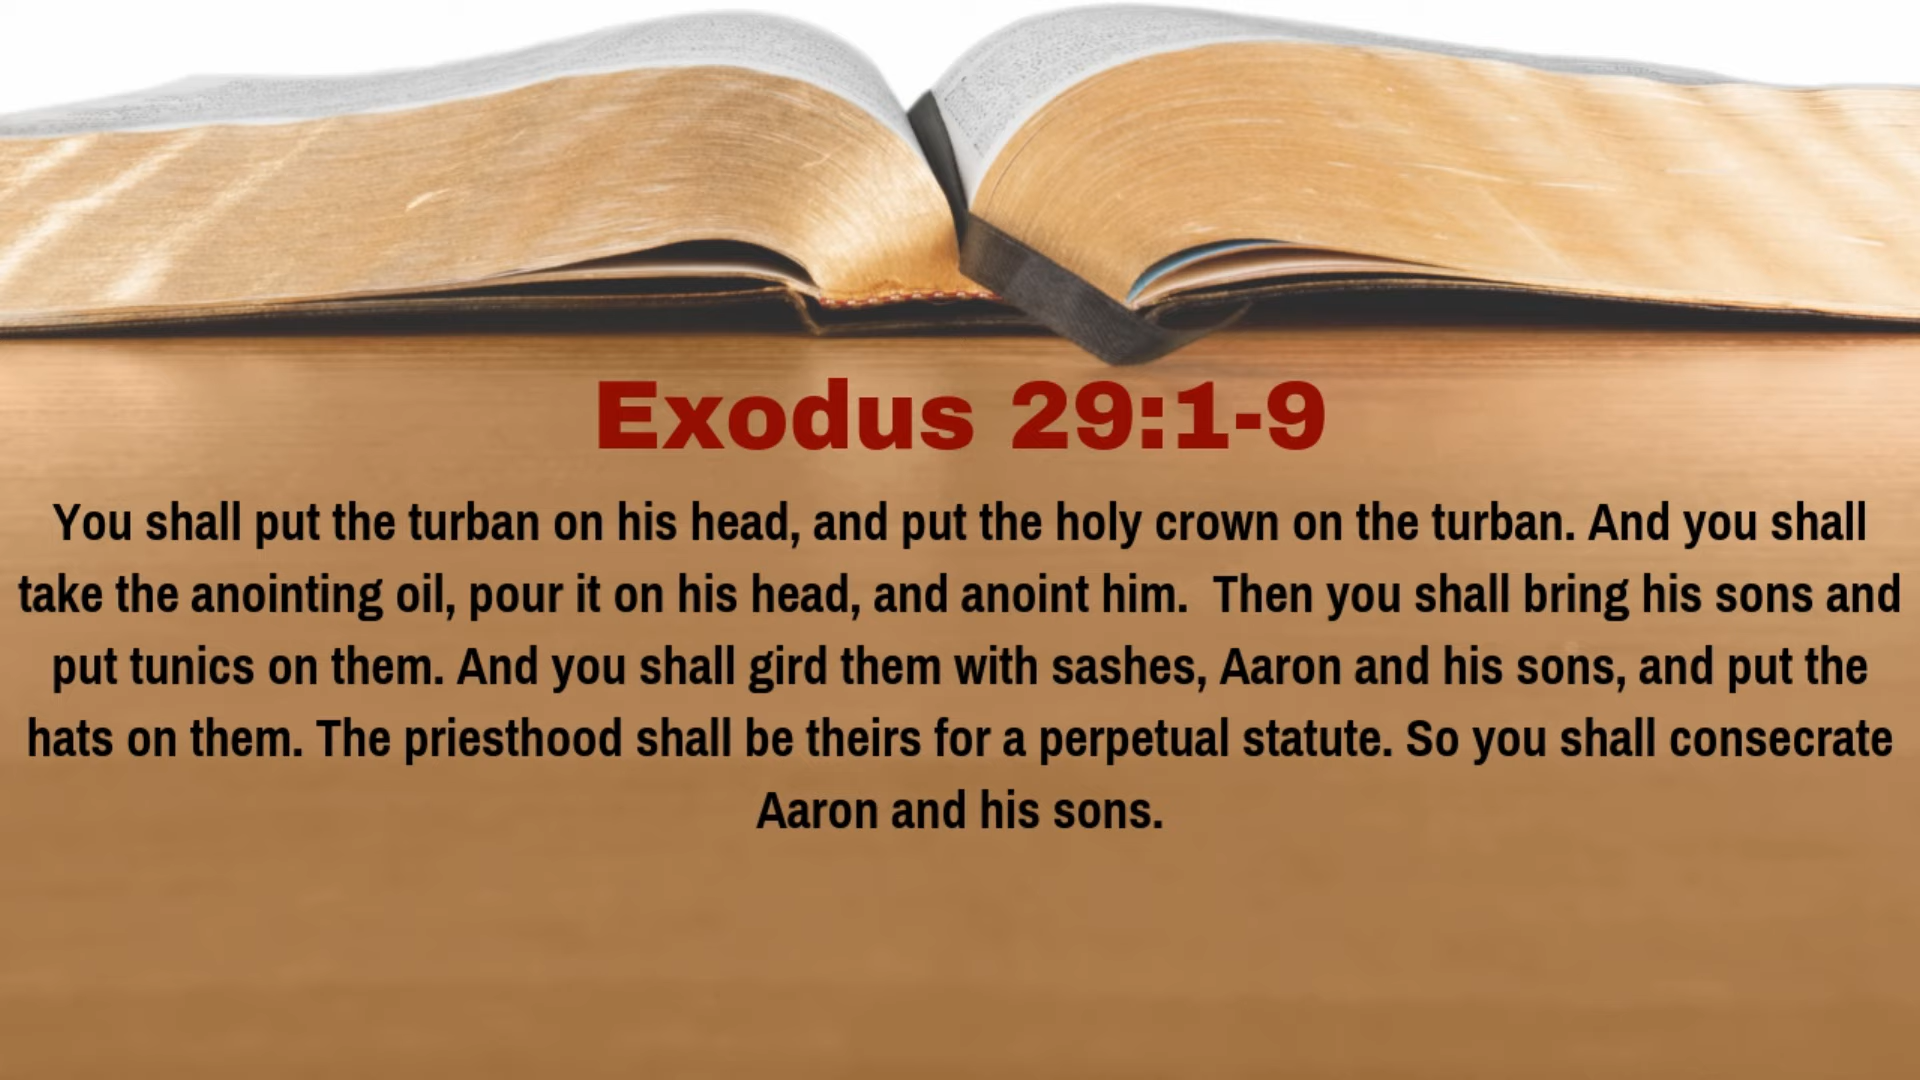 Exodus 29:1-9
You shall put the turban on his head, and put the holy crown on the turban. And you shall
take the anointing oil, pour it on his head, and anoint him.  Then you shall bring his sons and
put tunics on them. And you shall gird them with sashes, Aaron and his sons, and put the
hats on them. The priesthood shall be theirs for a perpetual statute. So you shall consecrate
Aaron and his sons.